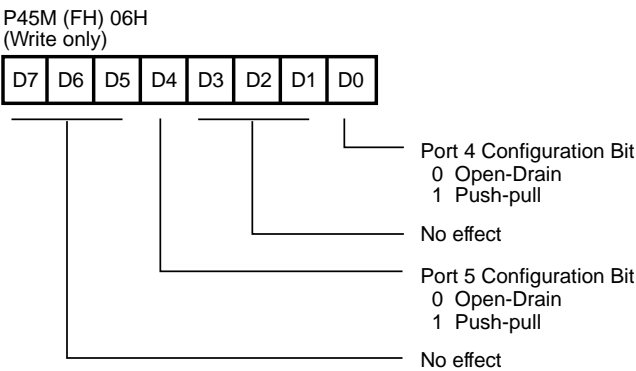 P45M (FH) 06H
(Write only)
D7 D6 D5 D4 D3 D2 D1 D0
Port 4 Configuration Bit
0 Open-Drain
1 Push-pull
No effect
Port 5 Configuration Bit
0 Open-Drain
1 Push-pull
No effect